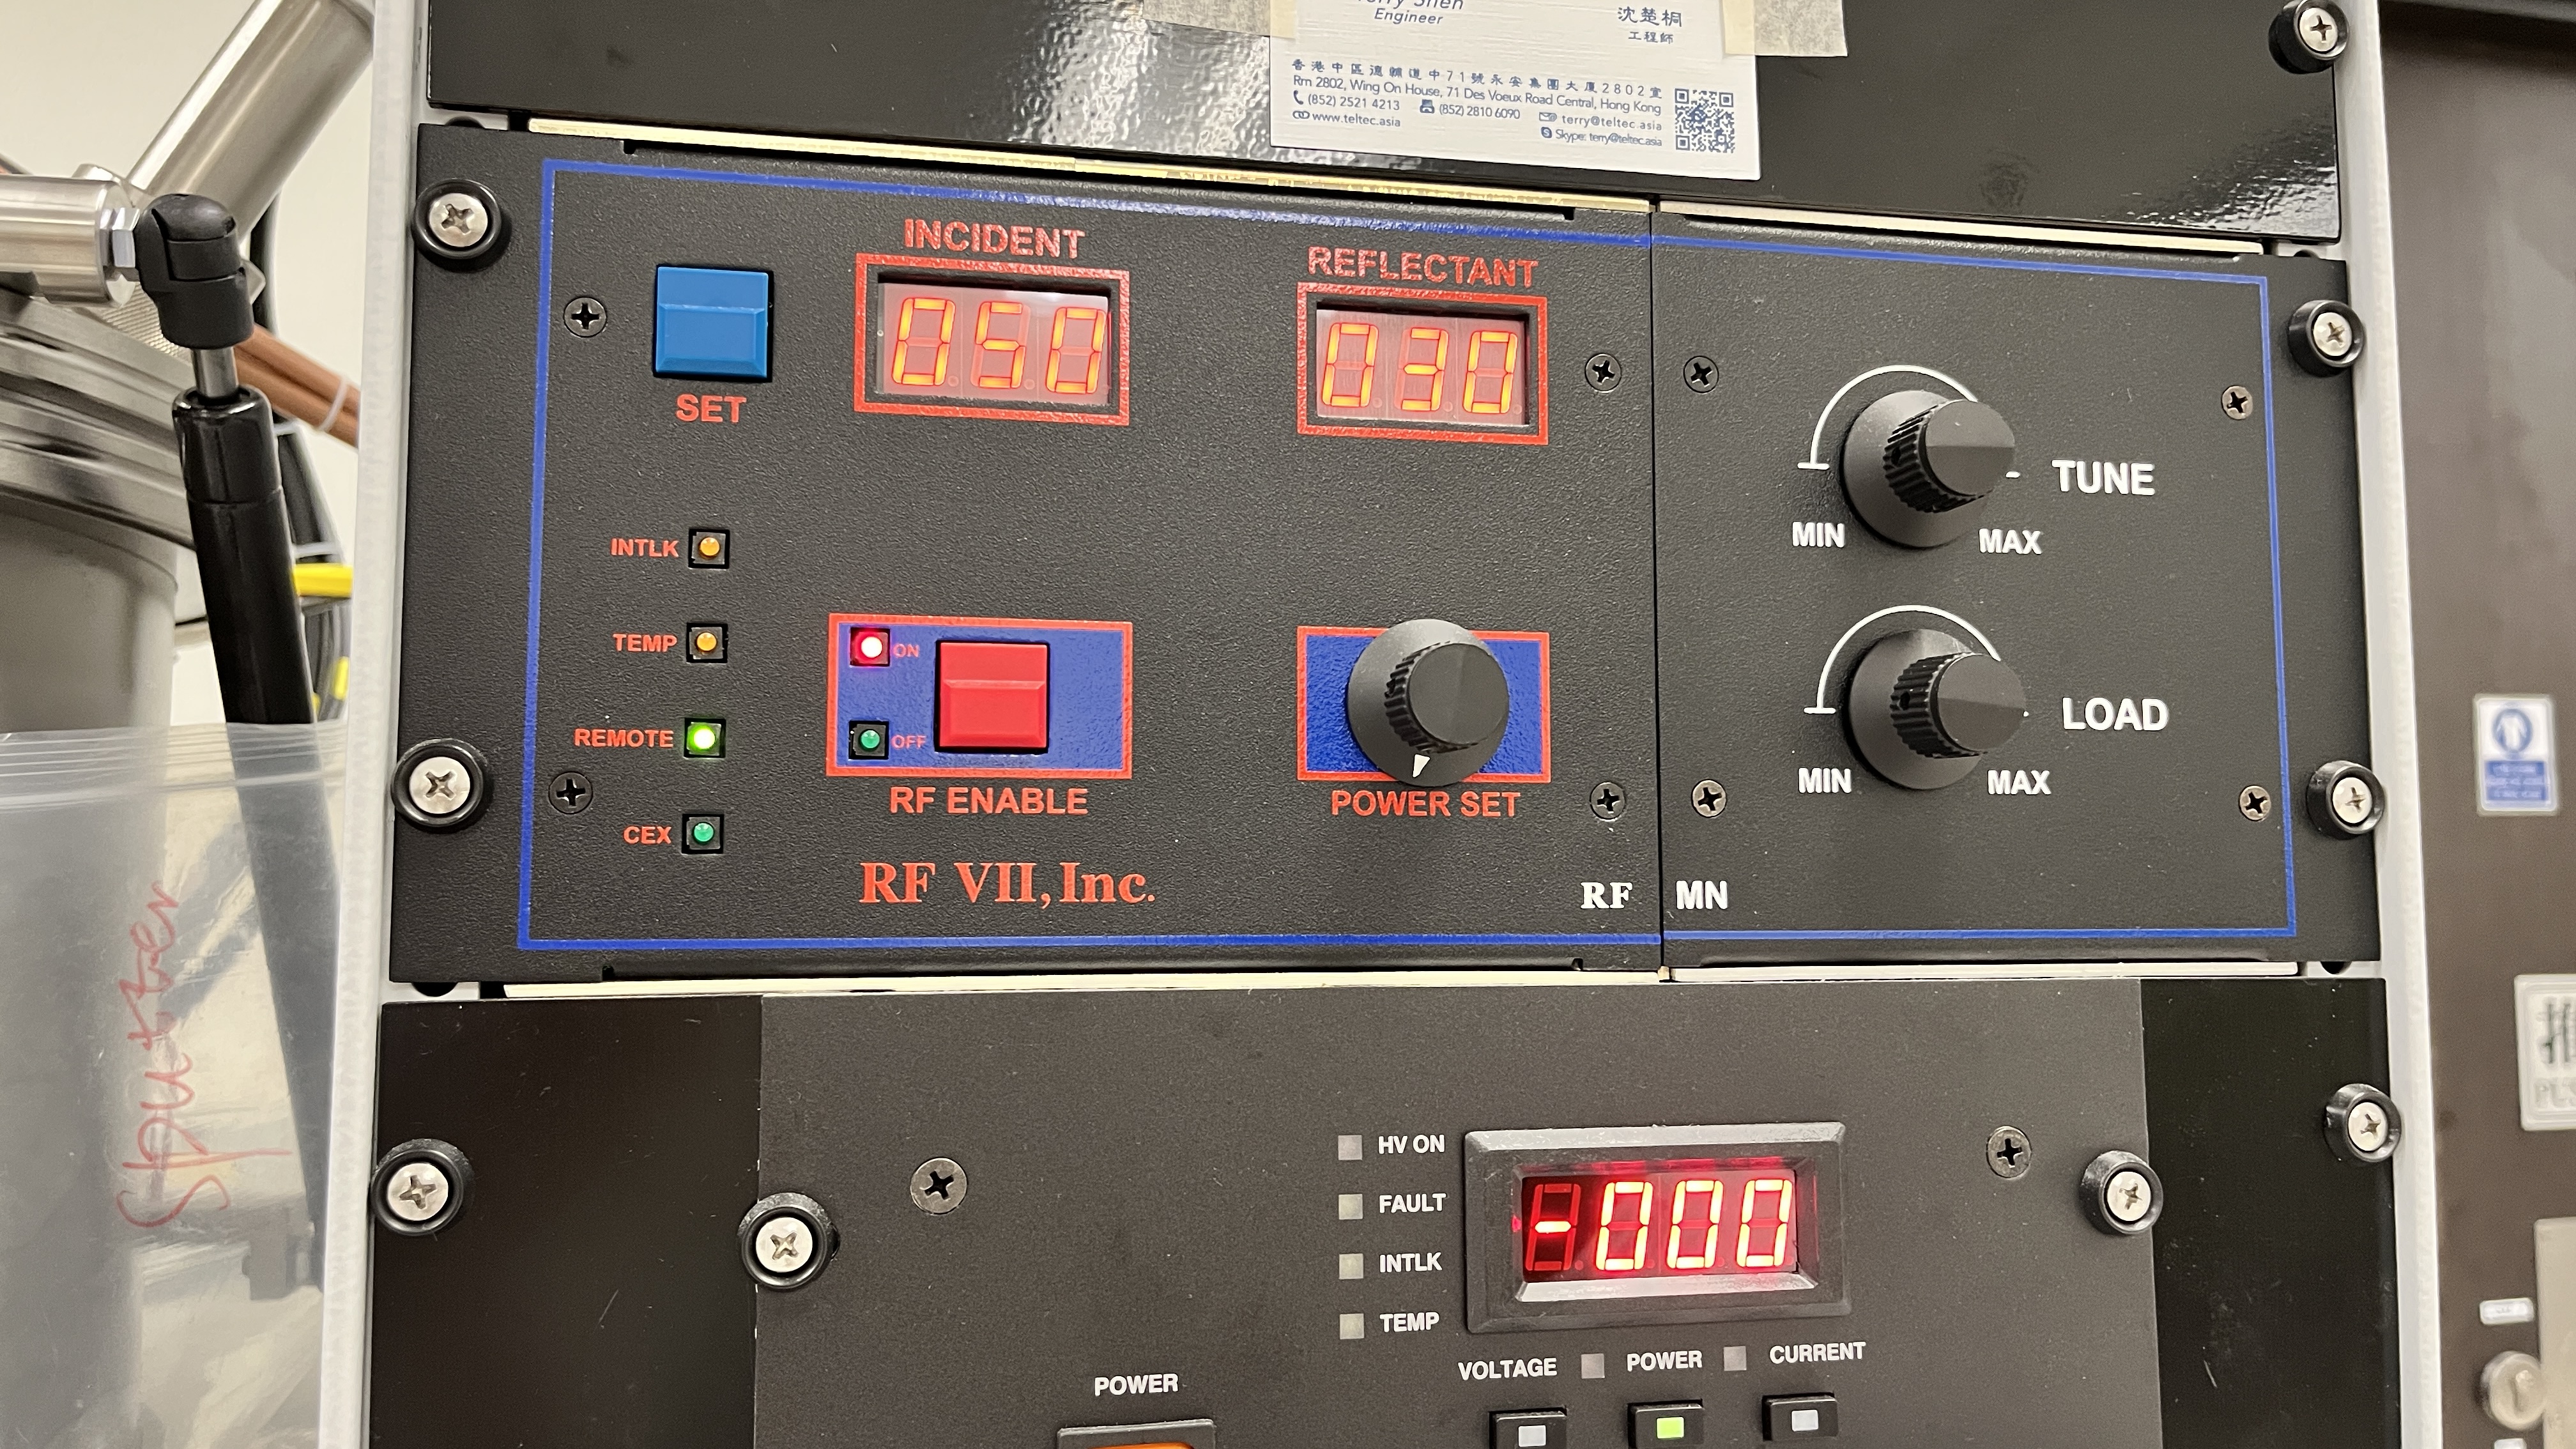 Engineer
沈楚桐
工程師
香港中區德輔道中71號永安集團大廈2802室
Rm 2802, Wing On House, 71 Des Voeux Road Central, Hong Kong
(852) 2521 4213 (852) 2810 6090 terry@teltec.asia
www.teltec.asia Skype: terry@teltec.asia
INCIDENT
REFLECTANT
050
030
SET
TUNE
MIN MAX
INTLK
TEMP
ON
REMOTE
OFF
LOAD
MIN MAX
CEX
RF ENABLE
POWER SET
RF VII, Inc.
RF
MN
Sputter
HV ON
FAULT
INTLK
TEMP
-000
VOLTAGE POWER CURRENT
POWER